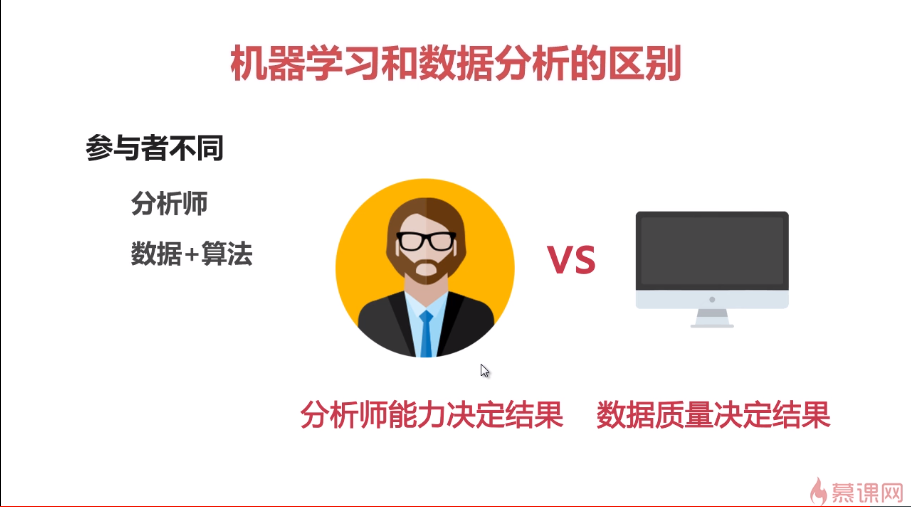 机器学习和数据分析的区别
参与者不同
分析师
数据+算法
VS
分析师能力决定结果
数据质量决定结果
慕课网